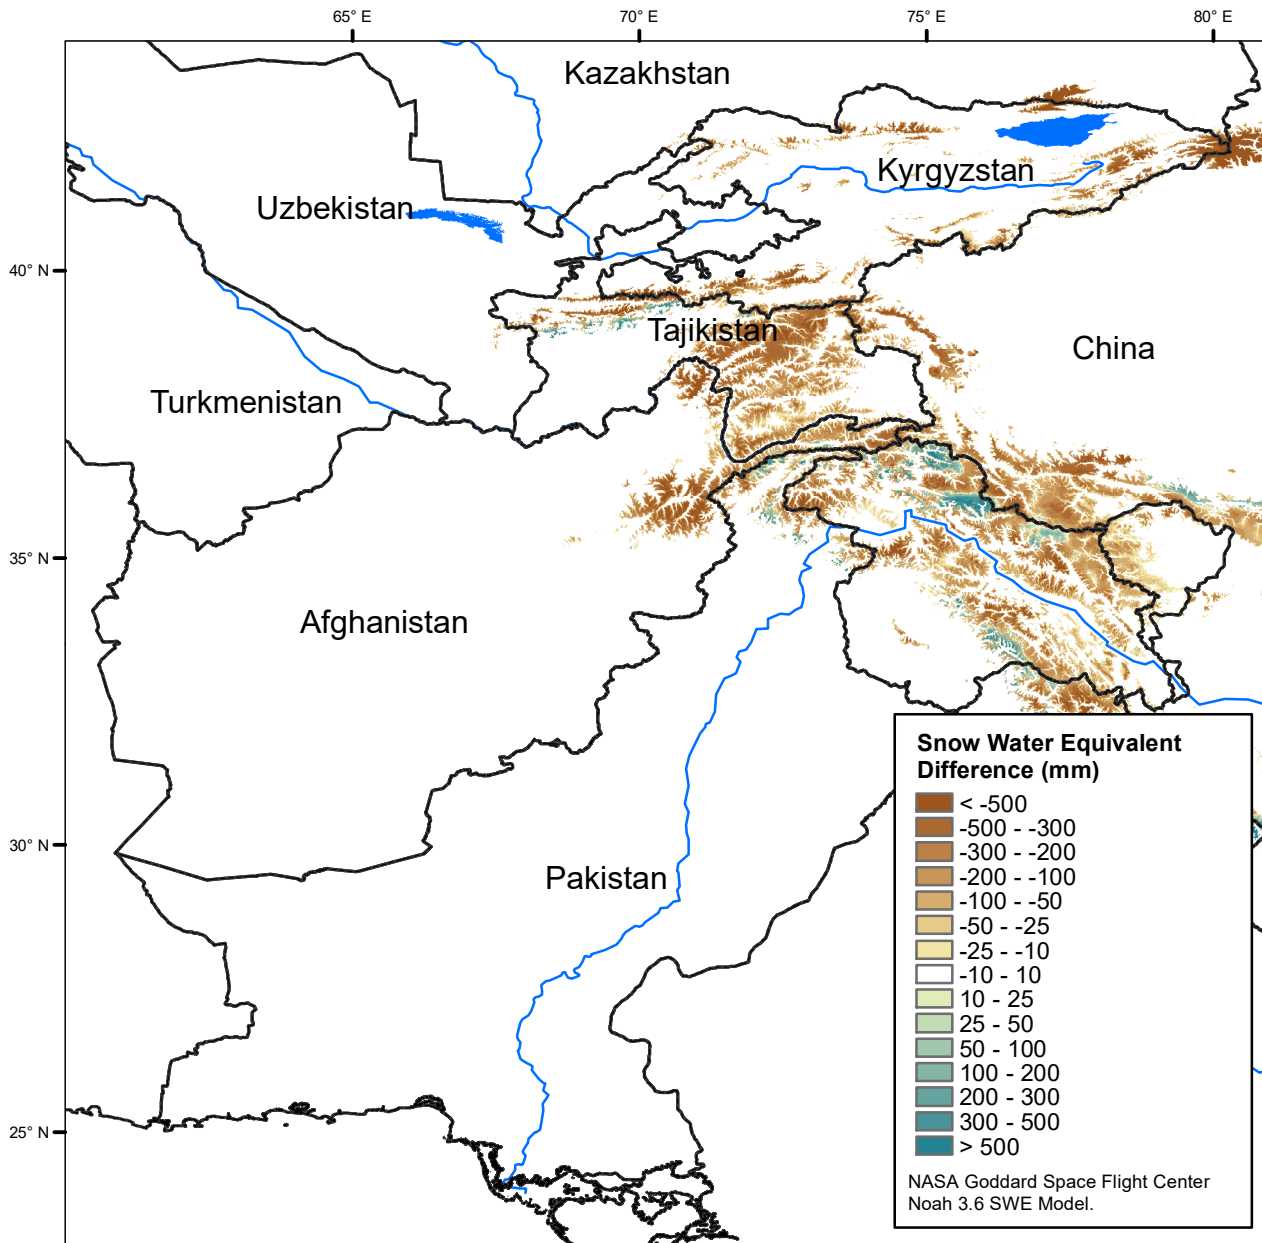 65° E
70° E
75° E
80° E
Kazakhstan
Kyrgyzstan
Uzbekistan
40° N
Tajikistan
China
Turkmenistan
35° N
Afghanistan
Snow Water Equivalent
Difference (mm)
< -500
-500 - -300
-300 - -200
-200 - -100
-100 - -50
-50 - -25
-25 - -10
-10 - 10
10 - 25
25 - 50
50 - 100
100 - 200
200 - 300
300 - 500
> 500
30° N
Pakistan
25° N
NASA Goddard Space Flight Center
Noah 3.6 SWE Model.